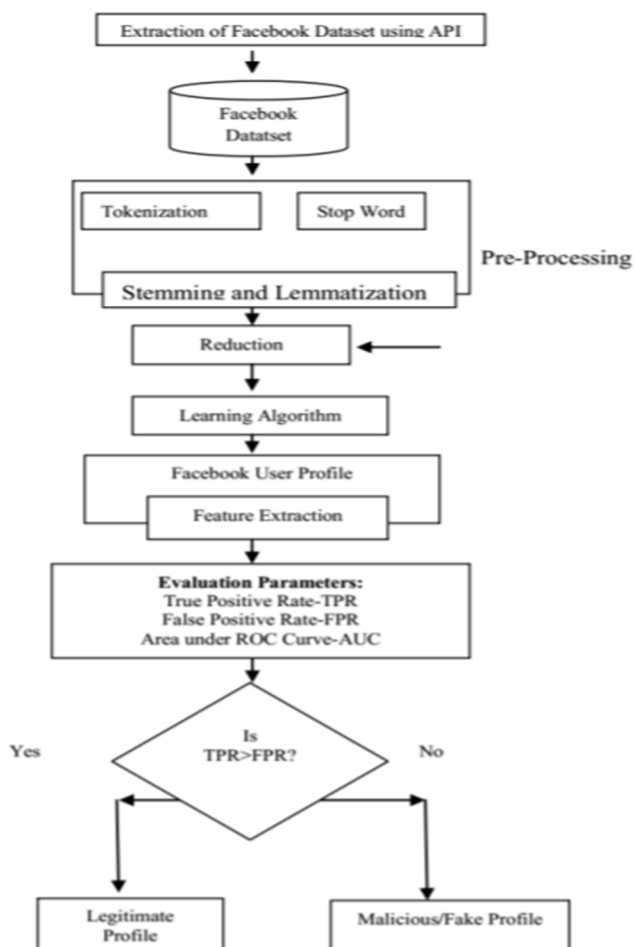 Extraction of Facebook Dataset using API
Facebook
Datatset
Tokenization
Stop Word
Pre-Processing
Stemming and Lemmatization
Reduction
Learning Algorithm
Facebook User Profile
Feature Extraction
Evaluation Parameters:
True Positive Rate-TPR
False Positive Rate-FPR
Area under ROC Curve-AUC
Is
TPR>FPR?
Yes
No
Legitimate
Profile
Malicious/Fake Profile